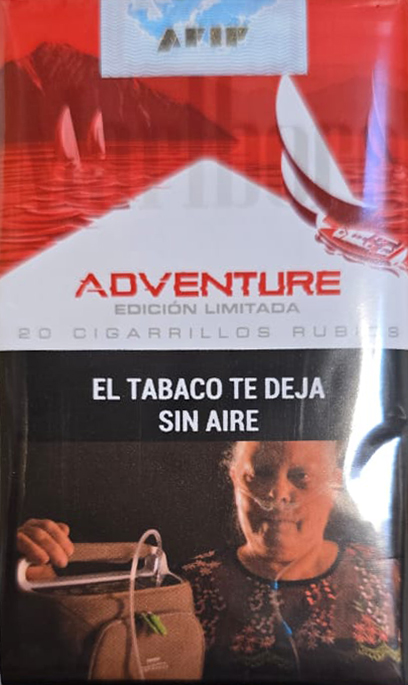 AFIP
ADVENTURE
EDICIÓN LIMITADA
20 CIGARRILLOS RUBIOS
EL TABACO TE DEJA
SIN AIRE